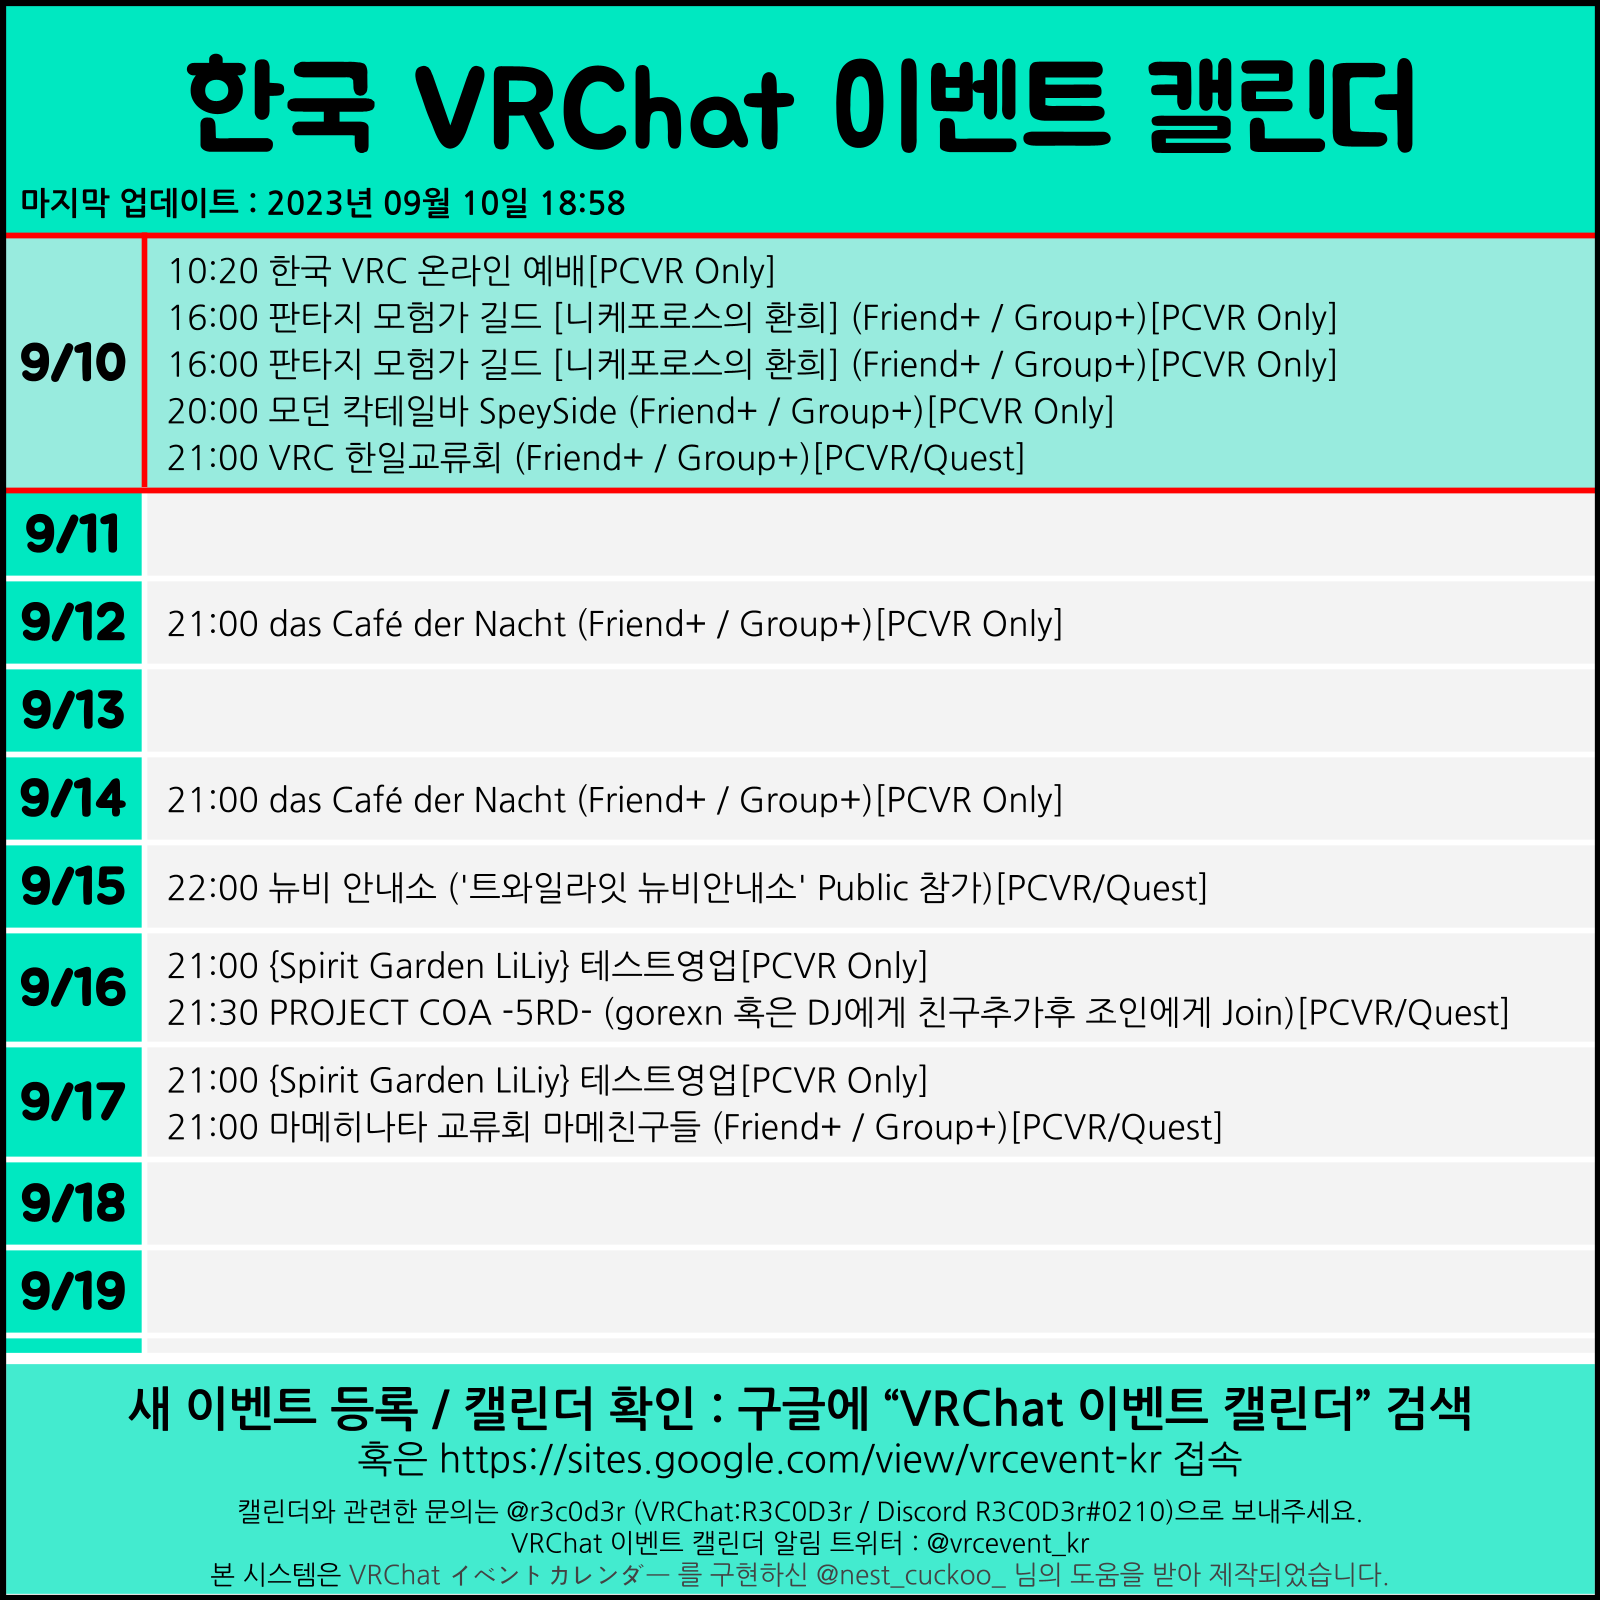 한국 VRChat 이벤트 캘린더
마지막 업데이트 : 2023년 09월 10일 18:58
9/10
10:20 한국 VRC 온라인 예배[PCVR Only]
16:00 판타지 모험가 길드 [니케포로스의 환희] (Friend+ / Group+)[PCVR Only]
16:00 판타지 모험가 길드 [니케포로스의 환희] (Friend+ / Group+)[PCVR Only]
20:00 모던 칵테일바 SpeySide (Friend+ / Group+)[PCVR Only]
21:00 VRC 한일교류회 (Friend+ / Group+)[PCVR/Quest]
9/11
9/12
21:00 das Café der Nacht (Friend+ / Group+)[PCVR Only]
9/13
9/14
21:00 das Café der Nacht (Friend+ / Group+)[PCVR Only]
9/15
22:00 뉴비 안내소 ('트와일라잇 뉴비안내소' Public 참가)[PCVR/Quest]
9/16
21:00 {Spirit Garden LiLiy} 테스트영업[PCVR Only]
21:30 PROJECT COA -5RD- (gorexn 혹은 DJ에게 친구추가후 조인에게 Join)[PCVR/Quest]
9/17
21:00 {Spirit Garden LiLiy} 테스트영업[PCVR Only]
21:00 마메히나타 교류회 마메친구들 (Friend+ / Group+)[PCVR/Quest]
9/18
9/19
새 이벤트 등록 / 캘린더 확인 : 구글에 “VRChat 이벤트 캘린더” 검색
혹은 https://sites.google.com/view/vrcevent-kr 접속
캘린더와 관련한 문의는 @r3c0d3r (VRChat:R3C0D3r / Discord R3C0D3r#0210)으로 보내주세요.
VRChat 이벤트 캘린더 알림 트위터 : @vrcevent_kr
본 시스템은 VRChat イベントカレンダー 를 구현하신 @nest_cuckoo_ 님의 도움을 받아 제작되었습니다.